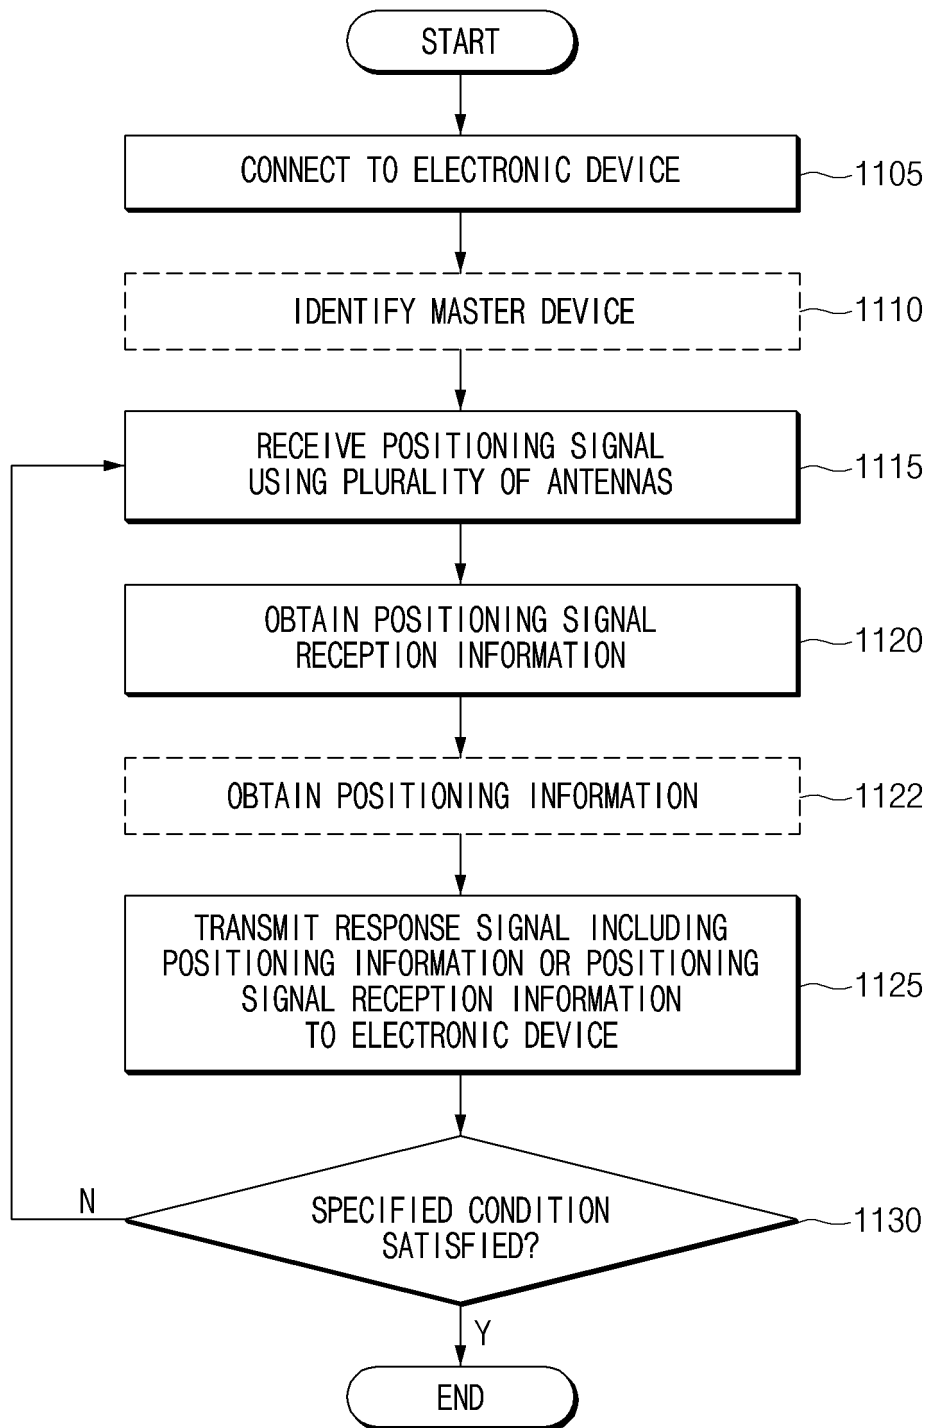 START
CONNECT TO ELECTRONIC DEVICE
1105
IDENTIFY MASTER DEVICE
1110
RECEIVE POSITIONING SIGNAL
USING PLURALITY OF ANTENNAS
1115
OBTAIN POSITIONING SIGNAL
RECEPTION INFORMATION
1120
OBTAIN POSITIONING INFORMATION
1122
TRANSMIT RESPONSE SIGNAL INCLUDING
POSITIONING INFORMATION OR POSITIONING
SIGNAL RECEPTION INFORMATION
TO ELECTRONIC DEVICE
1125
N
SPECIFIED CONDITION
SATISFIED?
1130
Y
END